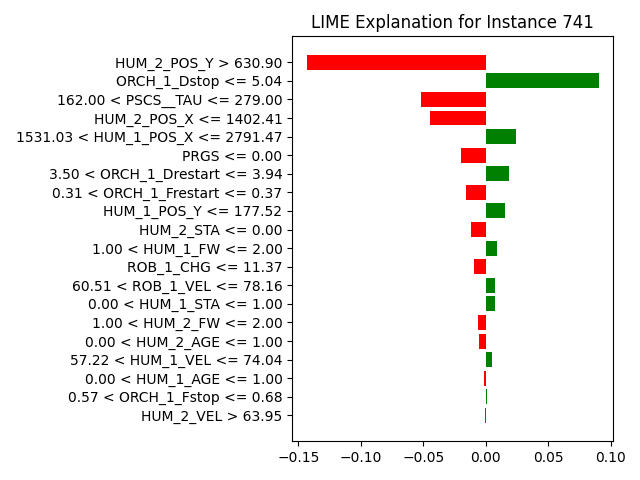 LIME Explanation for Instance 741
HUM_2_POS_Y > 630.90
ORCH_1_Dstop <= 5.04
162.00 < PSCS__TAU <= 279.00
HUM_2_POS_X <= 1402.41
1531.03 < HUM_1_POS_X <= 2791.47
PRGS <= 0.00
3.50 < ORCH_1_Drestart <= 3.94
0.31 < ORCH_1_Frestart <= 0.37
HUM_1_POS_Y <= 177.52
HUM_2_STA <= 0.00
1.00 < HUM_1_FW <= 2.00
ROB_1_CHG <= 11.37
60.51 < ROB_1_VEL <= 78.16
0.00 < HUM_1_STA <= 1.00
1.00 < HUM_2_FW <= 2.00
0.00 < HUM_2_AGE <= 1.00
57.22 < HUM_1_VEL <= 74.04
0.00 < HUM_1_AGE <= 1.00
0.57 < ORCH_1_Fstop <= 0.68
HUM_2_VEL > 63.95
−0.15 −0.10 −0.05 0.00 0.05 0.10